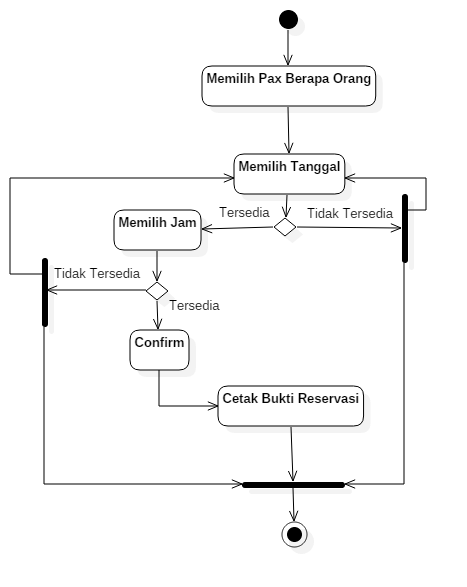 Memilih Pax Berapa Orang
Memilih Tanggal
Tersedia
Tidak Tersedia
Memilih Jam
Tidak Tersedia
Tersedia
Confirm
Cetak Bukti Reservasi